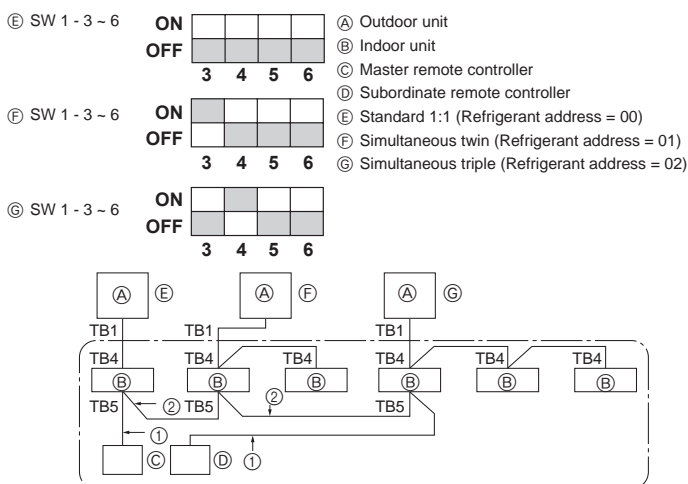 Ⓔ SW 1 - 3 ~ 6
ON
OFF
3 4 5 6
Ⓕ SW 1 - 3 ~ 6
ON
OFF
3 4 5 6
Ⓖ SW 1 - 3 ~ 6
ON
OFF
3 4 5 6
Ⓐ Outdoor unit
Ⓑ Indoor unit
Ⓒ Master remote controller
Ⓓ Subordinate remote controller
Ⓔ Standard 1:1 (Refrigerant address = 00)
Ⓕ Simultaneous twin (Refrigerant address = 01)
Ⓖ Simultaneous triple (Refrigerant address = 02)
Ⓐ Ⓔ Ⓐ Ⓕ Ⓐ Ⓖ
TB1 TB1 TB1
TB4 TB4 TB4 TB4 TB4 TB4
Ⓑ Ⓑ Ⓑ Ⓑ Ⓑ Ⓑ
TB5 ② TB5 ② TB5
①
Ⓒ Ⓓ ①